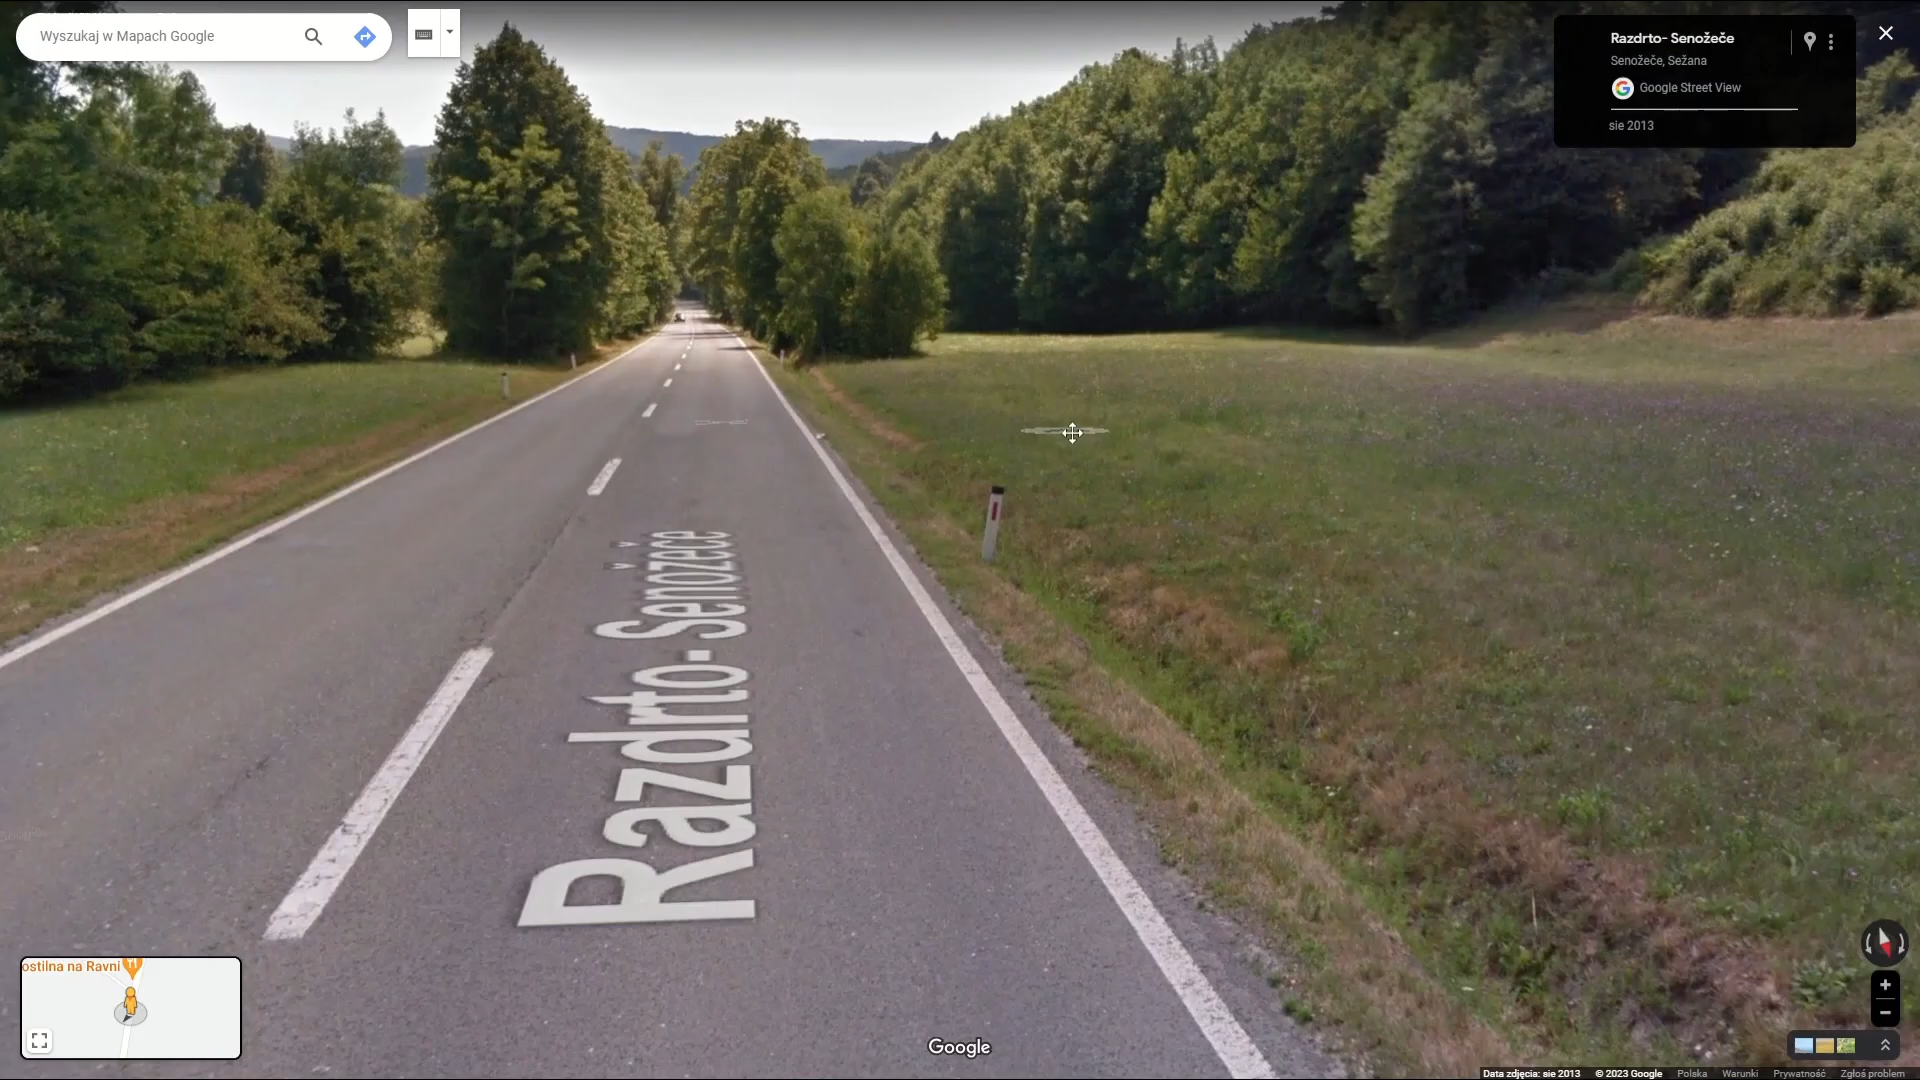 Wyszukaj w Mapach Google
Razdrto- Senožeče
Senožeče, Sežana
Google Street View
sie 2013
Razdrto- Senožeče
ostilna na Ravni
Google
Data zdjęcia: sie 2013 © 2023 Google Polska Warunki Prywatność Zgłoś problem